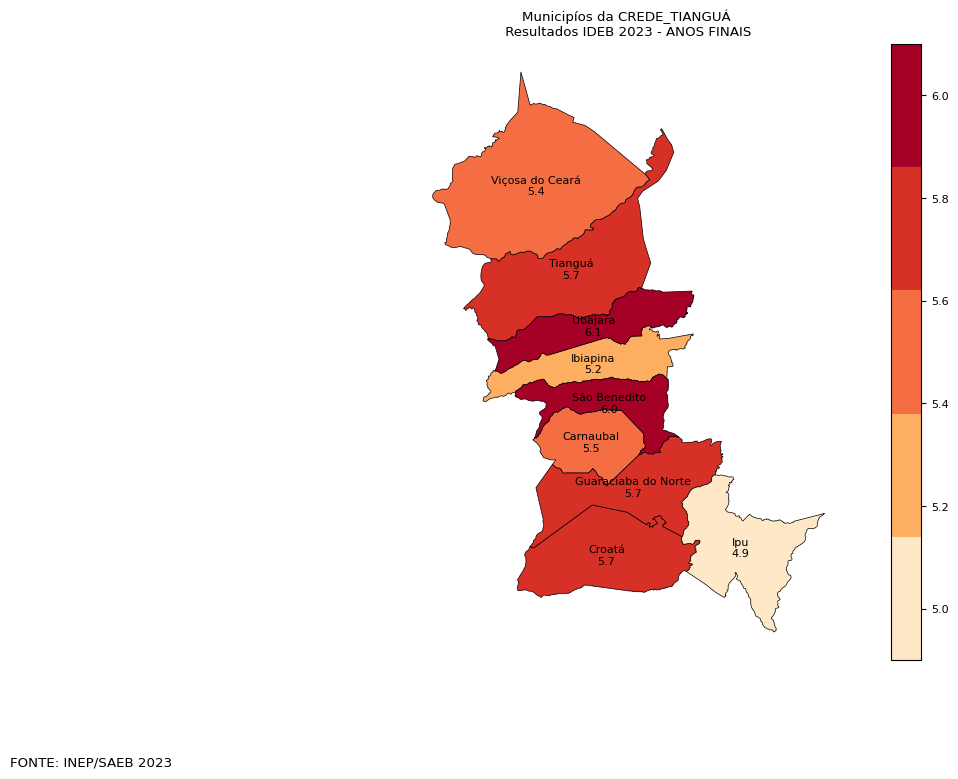 Municipíos da CREDE_TIANGUÁ
Resultados IDEB 2023 - ANOS FINAIS
Viçosa do Ceará
5.4
Tianguá
5.7
Ubajara
6.1
Ibiapina
5.2
São Benedito
6.0
Carnaubal
5.5
Guaraciaba do Norte
5.7
Croatá
5.7
Ipu
4.9
6.0
5.8
5.6
5.4
5.2
5.0
FONTE: INEP/SAEB 2023